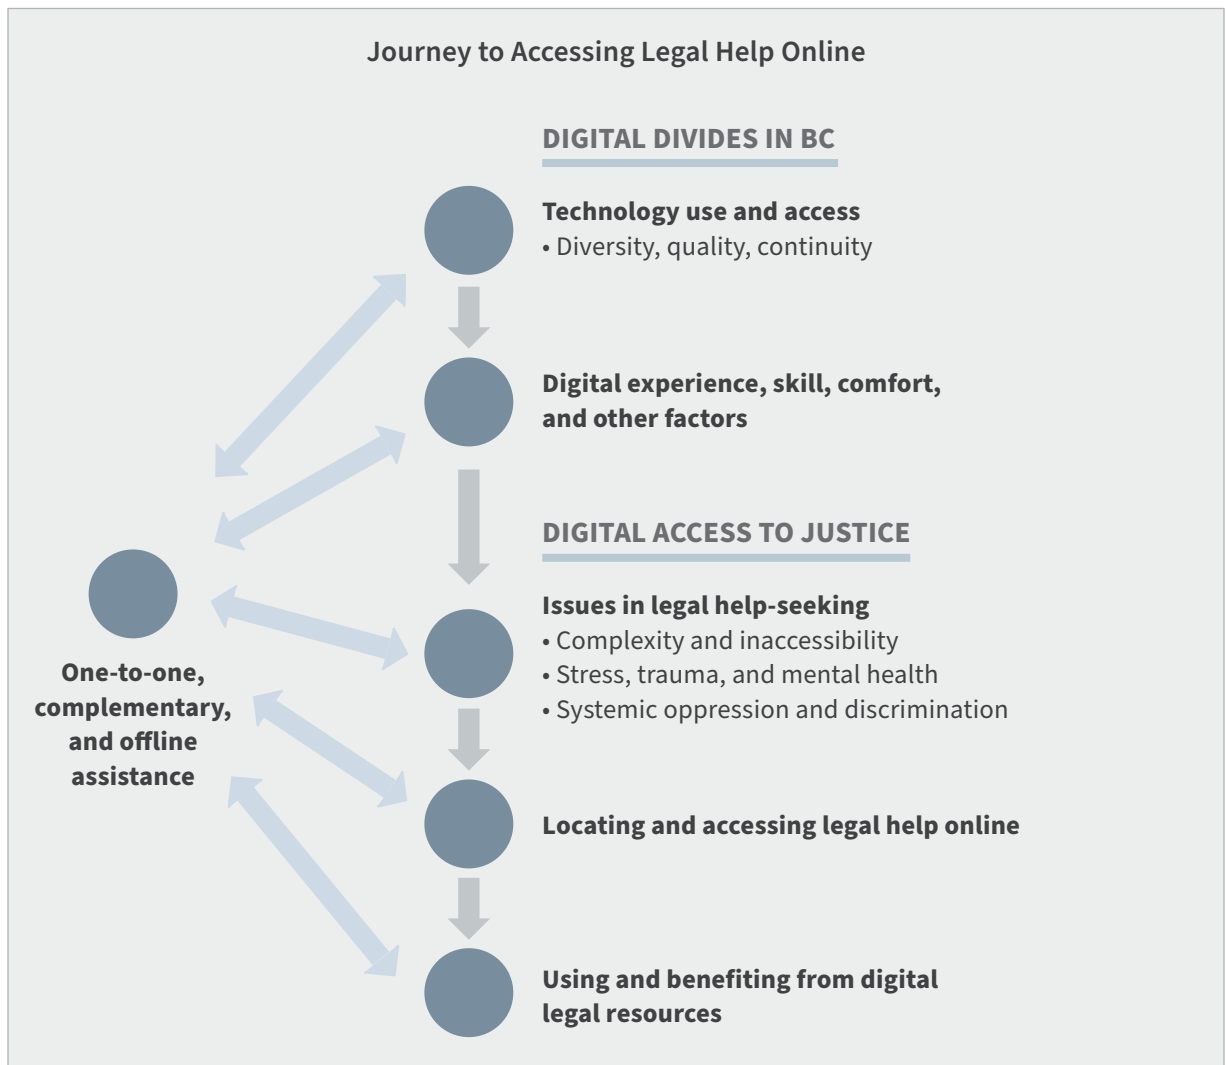 Journey to Accessing Legal Help Online
DIGITAL DIVIDES IN BC
Technology use and access
• Diversity, quality, continuity
Digital experience, skill, comfort,
and other factors
DIGITAL ACCESS TO JUSTICE
Issues in legal help-seeking
• Complexity and inaccessibility
• Stress, trauma, and mental health
• Systemic oppression and discrimination
One-to-one,
complementary,
and offline
assistance
Locating and accessing legal help online
Using and benefiting from digital
legal resources